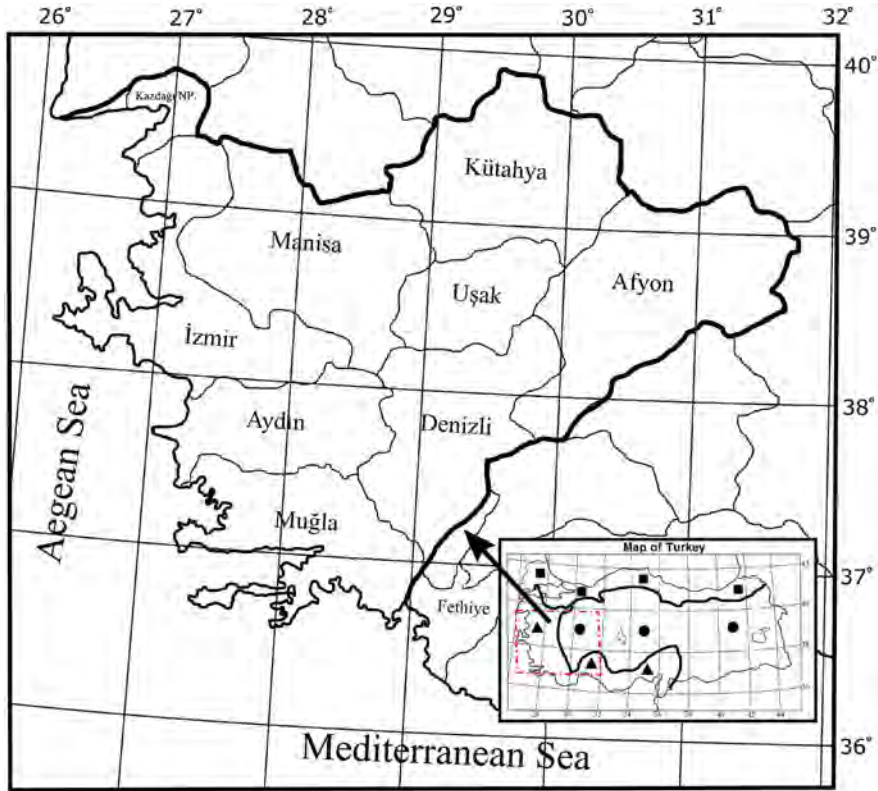 26° 27° 28° 29° 30° 31° 32°
40°
Kazdağı NP.
Kütahya
39°
Manisa
Afyon
Uşak
İzmir
38°
Aydın
Denizli
Aegean Sea
Muğla
Map of Turkey
37°
Fethiye
36°
Mediterranean Sea